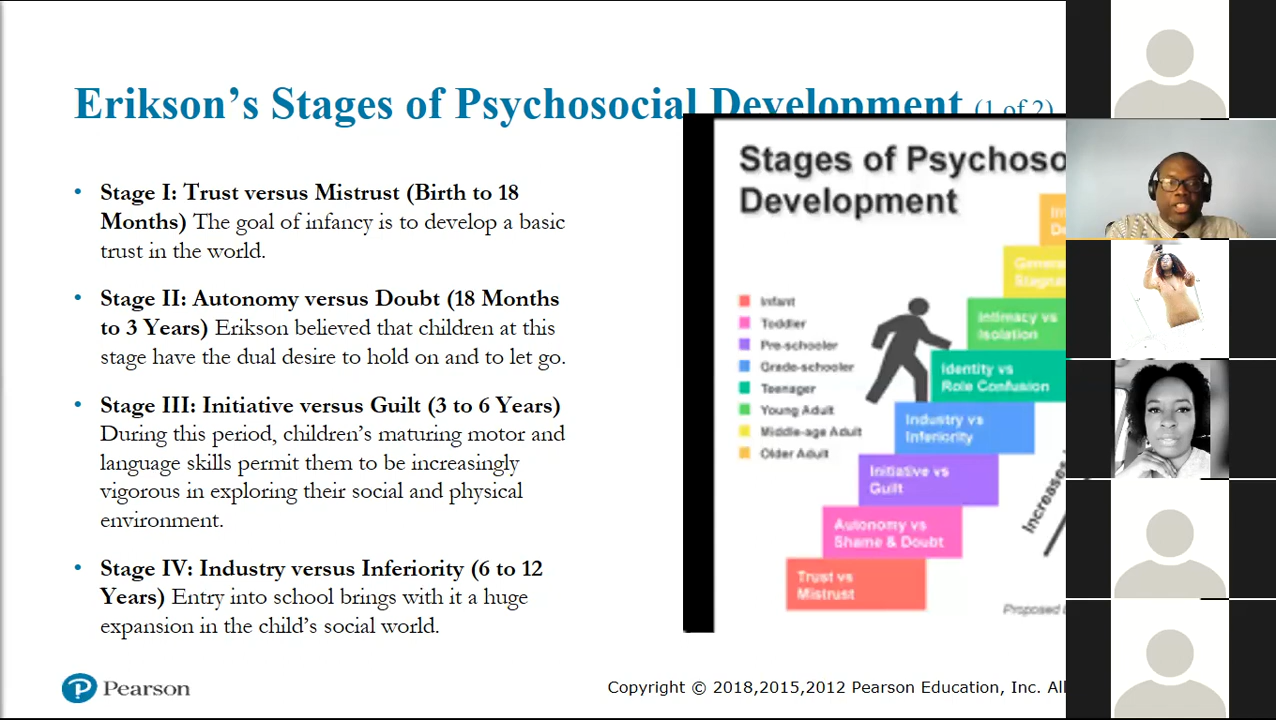 Erikson’s Stages of Psychosocial Development (1 of 2)
• Stage I: Trust versus Mistrust (Birth to 18
Months) The goal of infancy is to develop a basic
trust in the world.
• Stage II: Autonomy versus Doubt (18 Months
to 3 Years) Erikson believed that children at this
stage have the dual desire to hold on and to let go.
• Stage III: Initiative versus Guilt (3 to 6 Years)
During this period, children’s maturing motor and
language skills permit them to be increasingly
vigorous in exploring their social and physical
environment.
• Stage IV: Industry versus Inferiority (6 to 12
Years) Entry into school brings with it a huge
expansion in the child’s social world.
Stages of
Development
Infant
Toddler
Pre-schooler
Grade-schooler
Teenager
Young Adult
Middle-age Adult
Older Adult
Intimacy vs
Isolation
Identity vs
Role Confusion
Industry vs
Inferiority
Initiative vs
Guilt
Autonomy vs
Shame & Doubt
Trust vs
Mistrust
Increases
Proposed
Pearson
Copyright © 2018,2015,2012 Pearson Education, Inc.